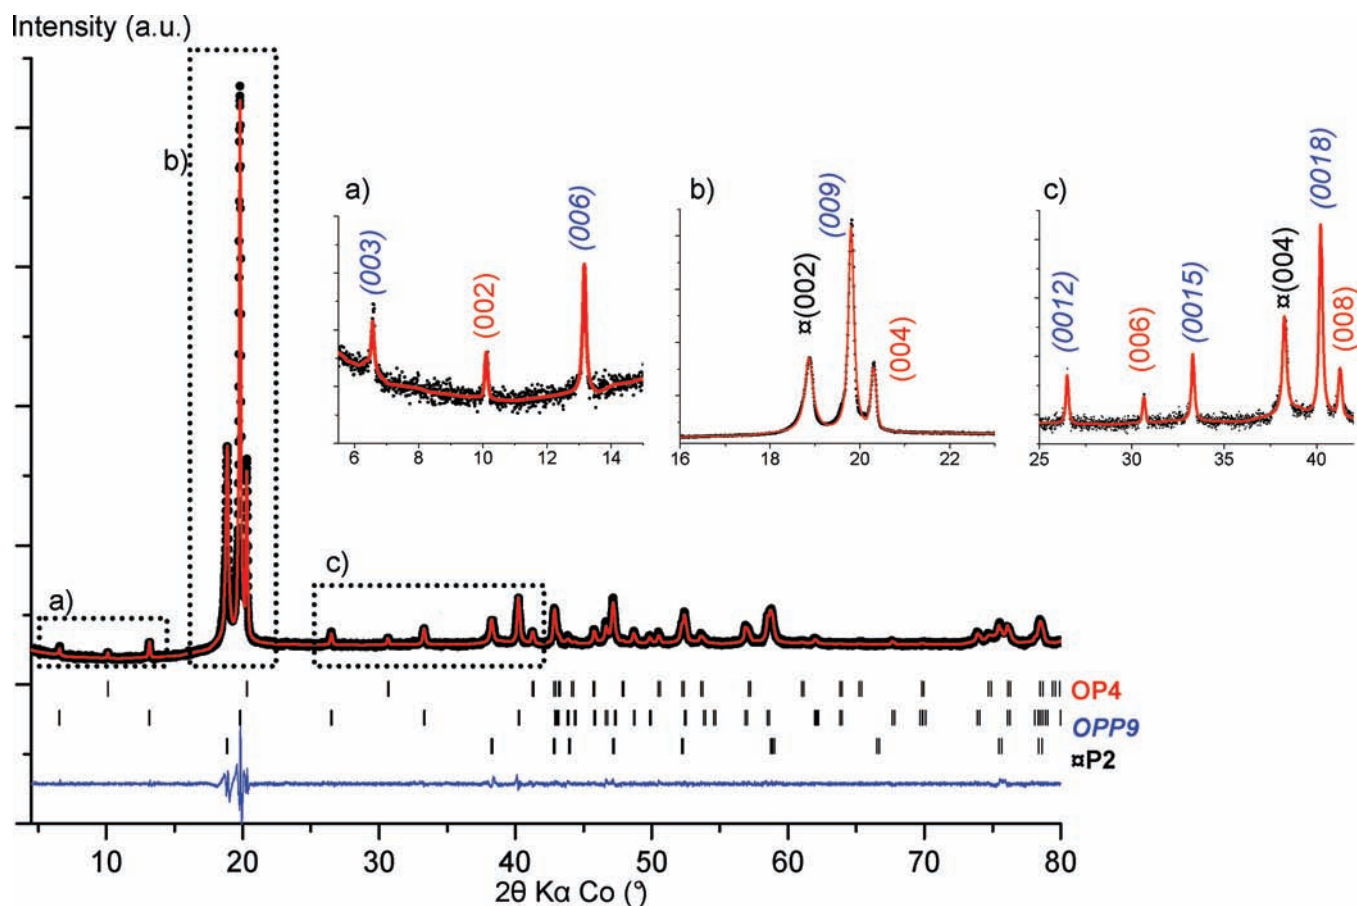 Intensity (a.u.)
b)
a)
(003)
(002)
(006)
6 8 10 12 14
b)
¤(002)
(009)
(004)
16 18 20 22
c)
(0012)
(006)
(0015)
¤(004)
(0018)
(008)
25 30 35 40
a)
c)
OP4
OPP9
¤P2
10 20 30 40 50 60 70 80
2θ Kα Co (°)